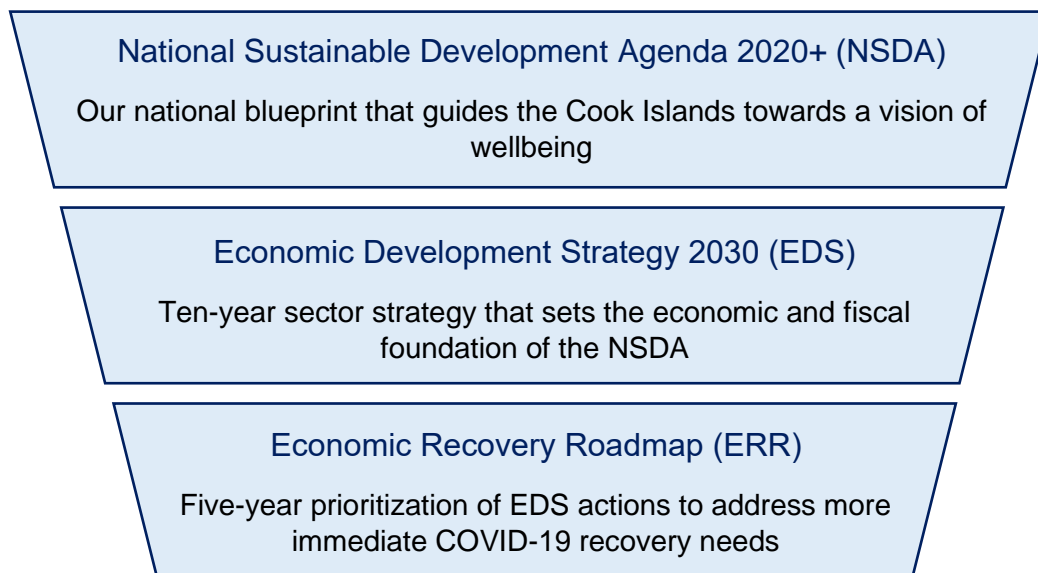 National Sustainable Development Agenda 2020+ (NSDA)
Our national blueprint that guides the Cook Islands towards a vision of
wellbeing
Economic Development Strategy 2030 (EDS)
Ten-year sector strategy that sets the economic and fiscal
foundation of the NSDA
Economic Recovery Roadmap (ERR)
Five-year prioritization of EDS actions to address more
immediate COVID-19 recovery needs